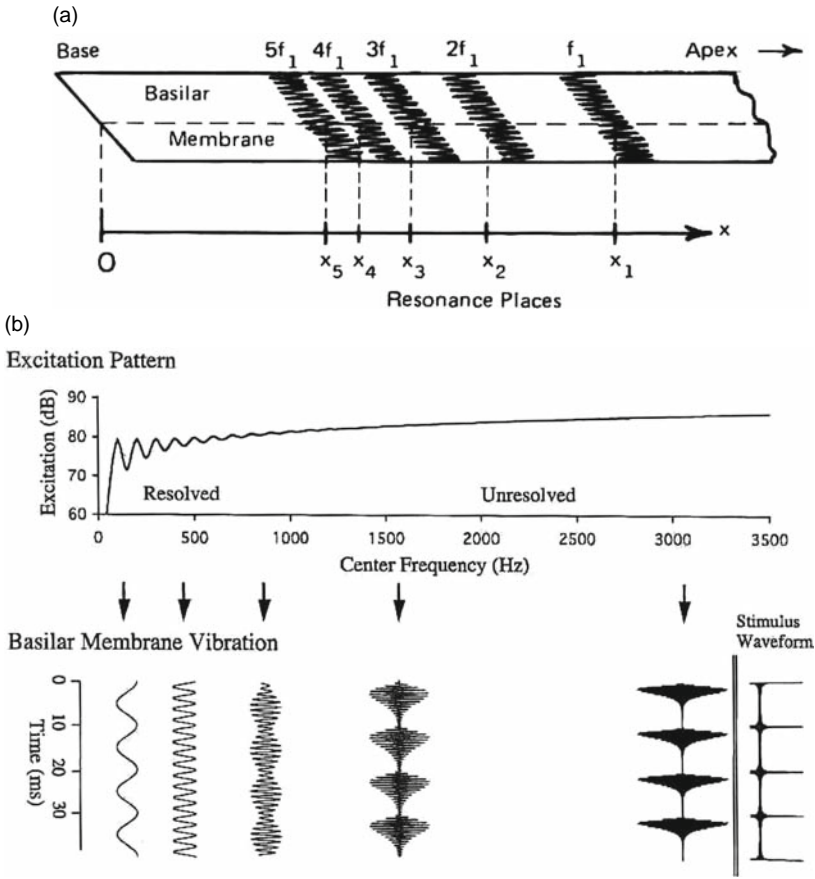 (a)
Base 5f1 4f1 3f1 2f1 f1 Apex
Basilar
Membrane
O x5 x4 x3 x2 x1 x
Resonance Places
(b)
Excitation Pattern
Excitation (dB)
90
80
70
60
Resolved Unresolved
0 500 1000 1500 2000 2500 3000 3500
Center Frequency (Hz)
Basilar Membrane Vibration
Stimulus
Waveform
Time (ms)
0
10
20
30